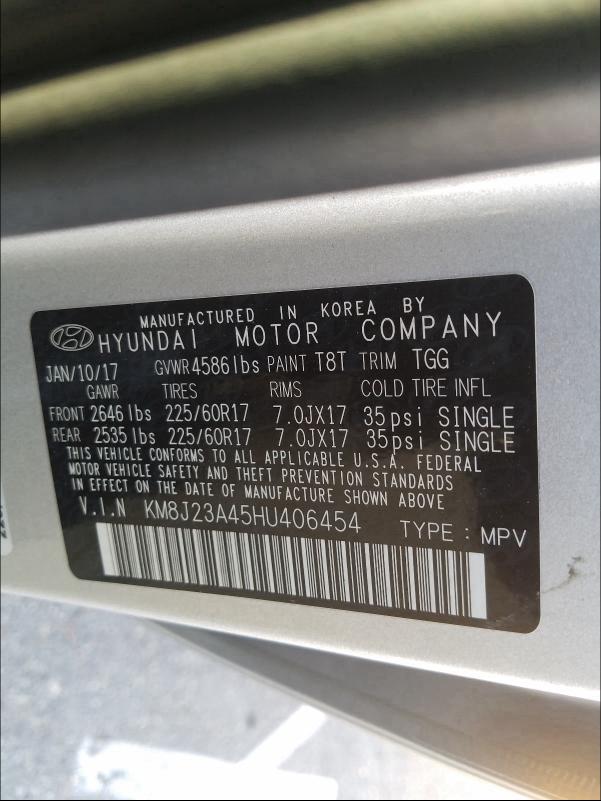 MANUFACTURED IN KOREA BY
HYUNDAI MOTOR COMPANY
JAN/10/17 GVWR 4586 lbs PAINT T8T TRIM TGG
GAWR TIRES RIMS COLD TIRE INFL
FRONT 2646 lbs 225/60R17 7.0JX17 35psi SINGLE
REAR 2535 lbs 225/60R17 7.0JX17 35psi SINGLE
THIS VEHICLE CONFORMS TO ALL APPLICABLE U.S.A. FEDERAL
MOTOR VEHICLE SAFETY AND THEFT PREVENTION STANDARDS
IN EFFECT ON THE DATE OF MANUFACTURE SHOWN ABOVE
V.I.N KM8J23A45HU406454 TYPE : MPV